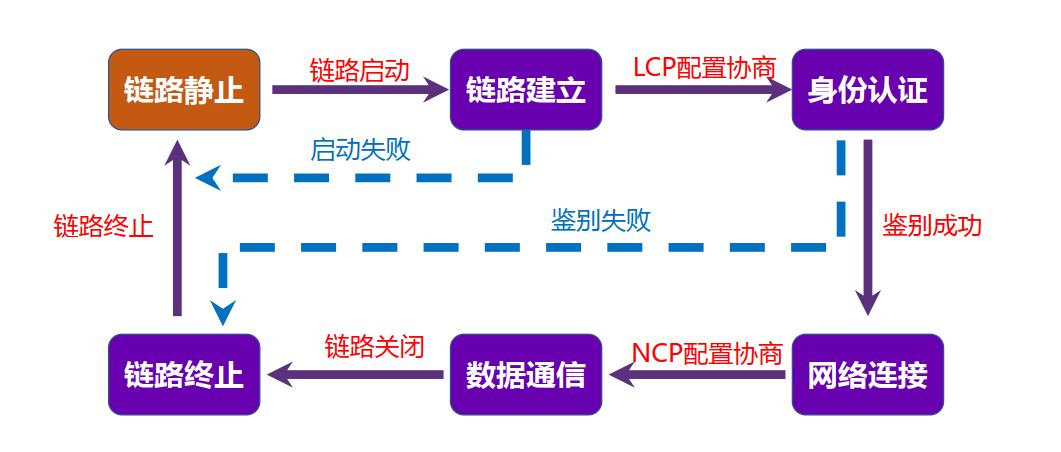 链路静止
链路启动
链路建立
LCP配置协商
身份认证
启动失败
链路终止
鉴别失败
鉴别成功
链路终止
链路关闭
数据通信
NCP配置协商
网络连接